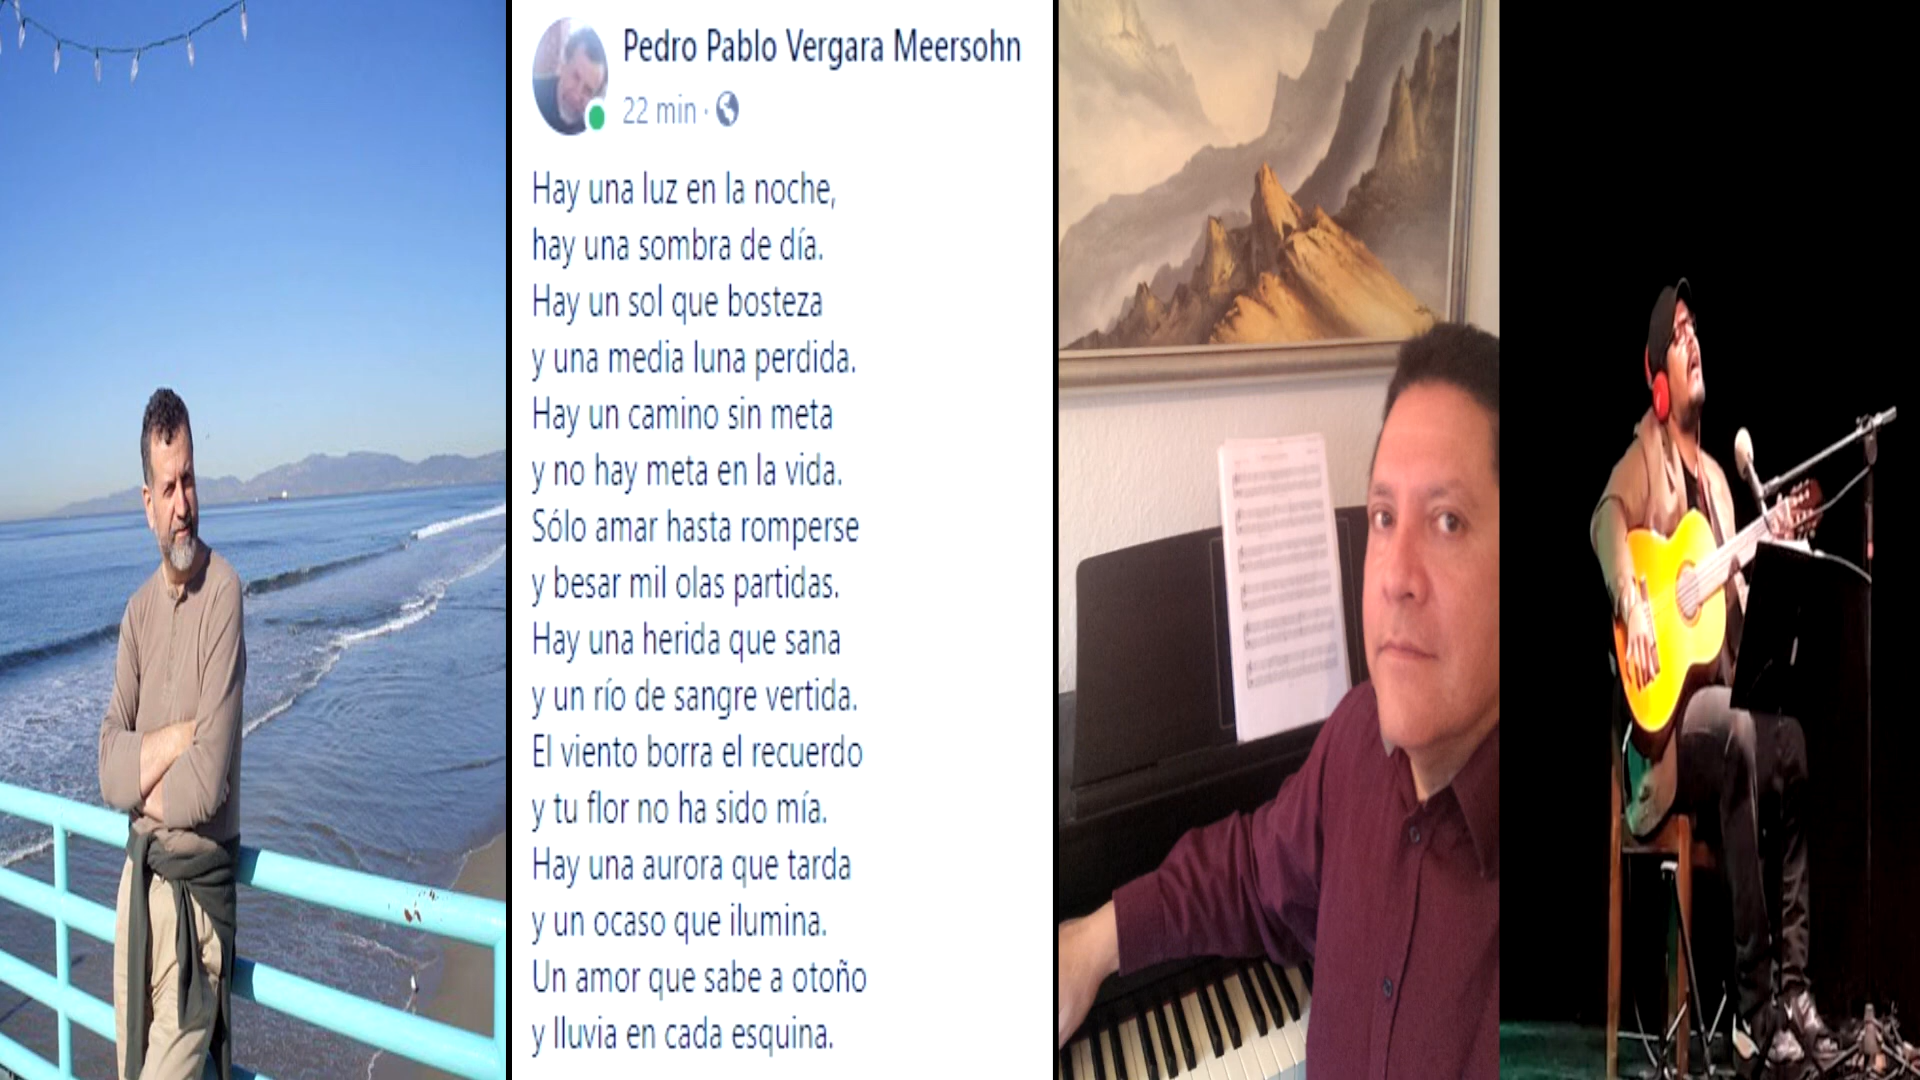 Pedro Pablo Vergara Meersohn
22 min ·
Hay una luz en la noche,
hay una sombra de día.
Hay un sol que bosteza
y una media luna perdida.
Hay un camino sin meta
y no hay meta en la vida.
Sólo amar hasta romperse
y besar mil olas partidas.
Hay una herida que sana
y un río de sangre vertida.
El viento borra el recuerdo
y tu flor no ha sido mía.
Hay una aurora que tarda
y un ocaso que ilumina.
Un amor que sabe a otoño
y lluvia en cada esquina.